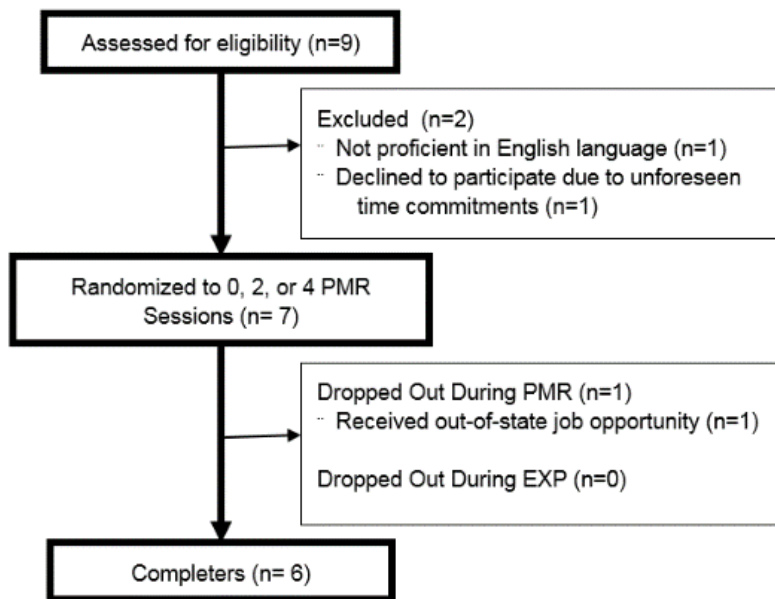 Assessed for eligibility (n=9)
Excluded  (n=2)
¨ Not proficient in English language (n=1)
¨ Declined to participate due to unforeseen
time commitments (n=1)
Randomized to 0, 2, or 4 PMR
Sessions (n= 7)
Dropped Out During PMR (n=1)
¨ Received out-of-state job opportunity (n=1)
Dropped Out During EXP (n=0)
Completers (n= 6)